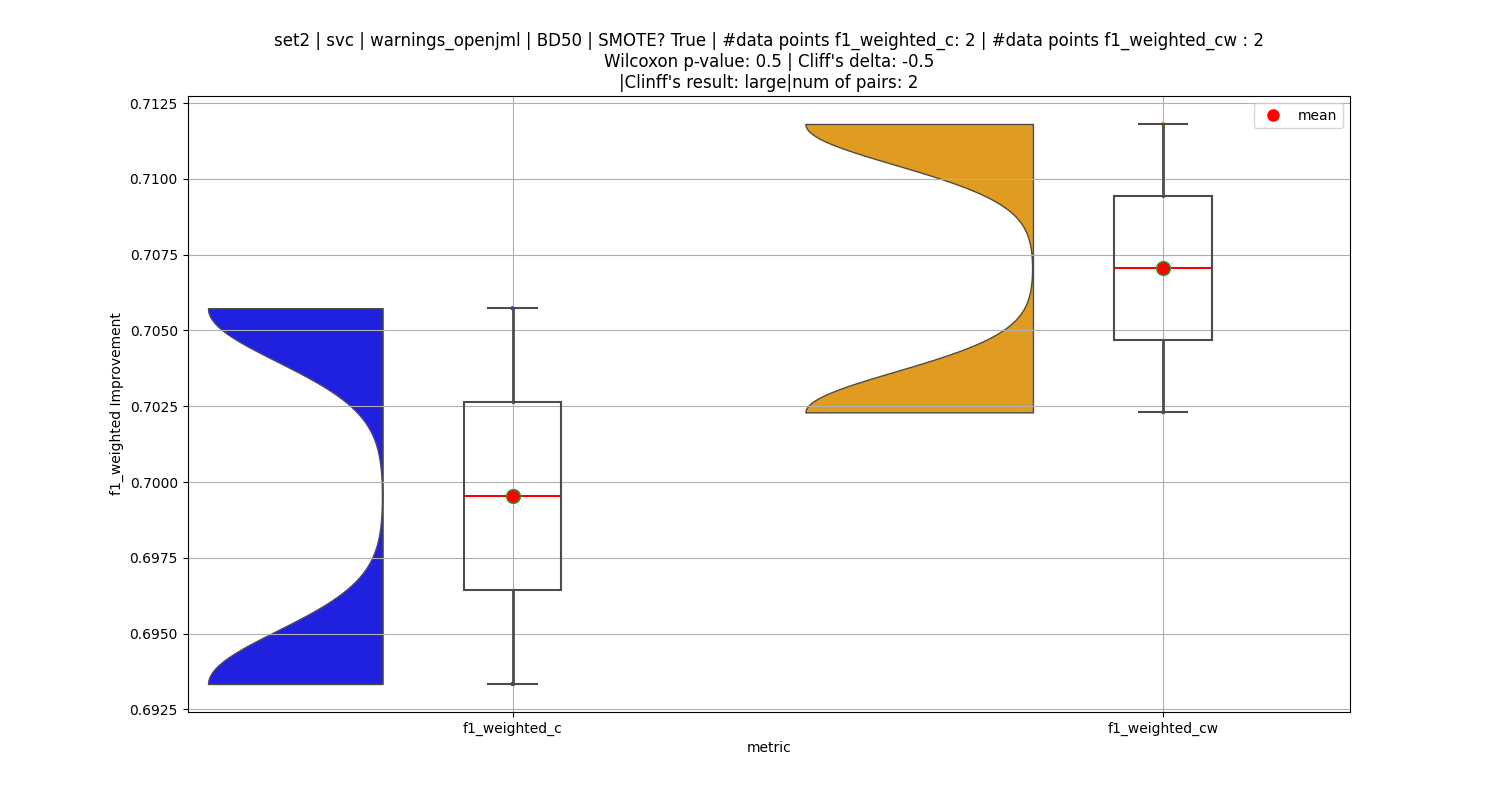 set2 | svc | warnings_openjml | BD50 | SMOTE? True | #data points f1_weighted_c: 2 | #data points f1_weighted_cw : 2
Wilcoxon p-value: 0.5 | Cliff's delta: -0.5
|Clinff's result: large|num of pairs: 2
mean
0.7125
0.7100
0.7075
0.7050
0.7025
0.7000
0.6975
0.6950
0.6925
f1_weighted Improvement
f1_weighted_c
f1_weighted_cw
metric